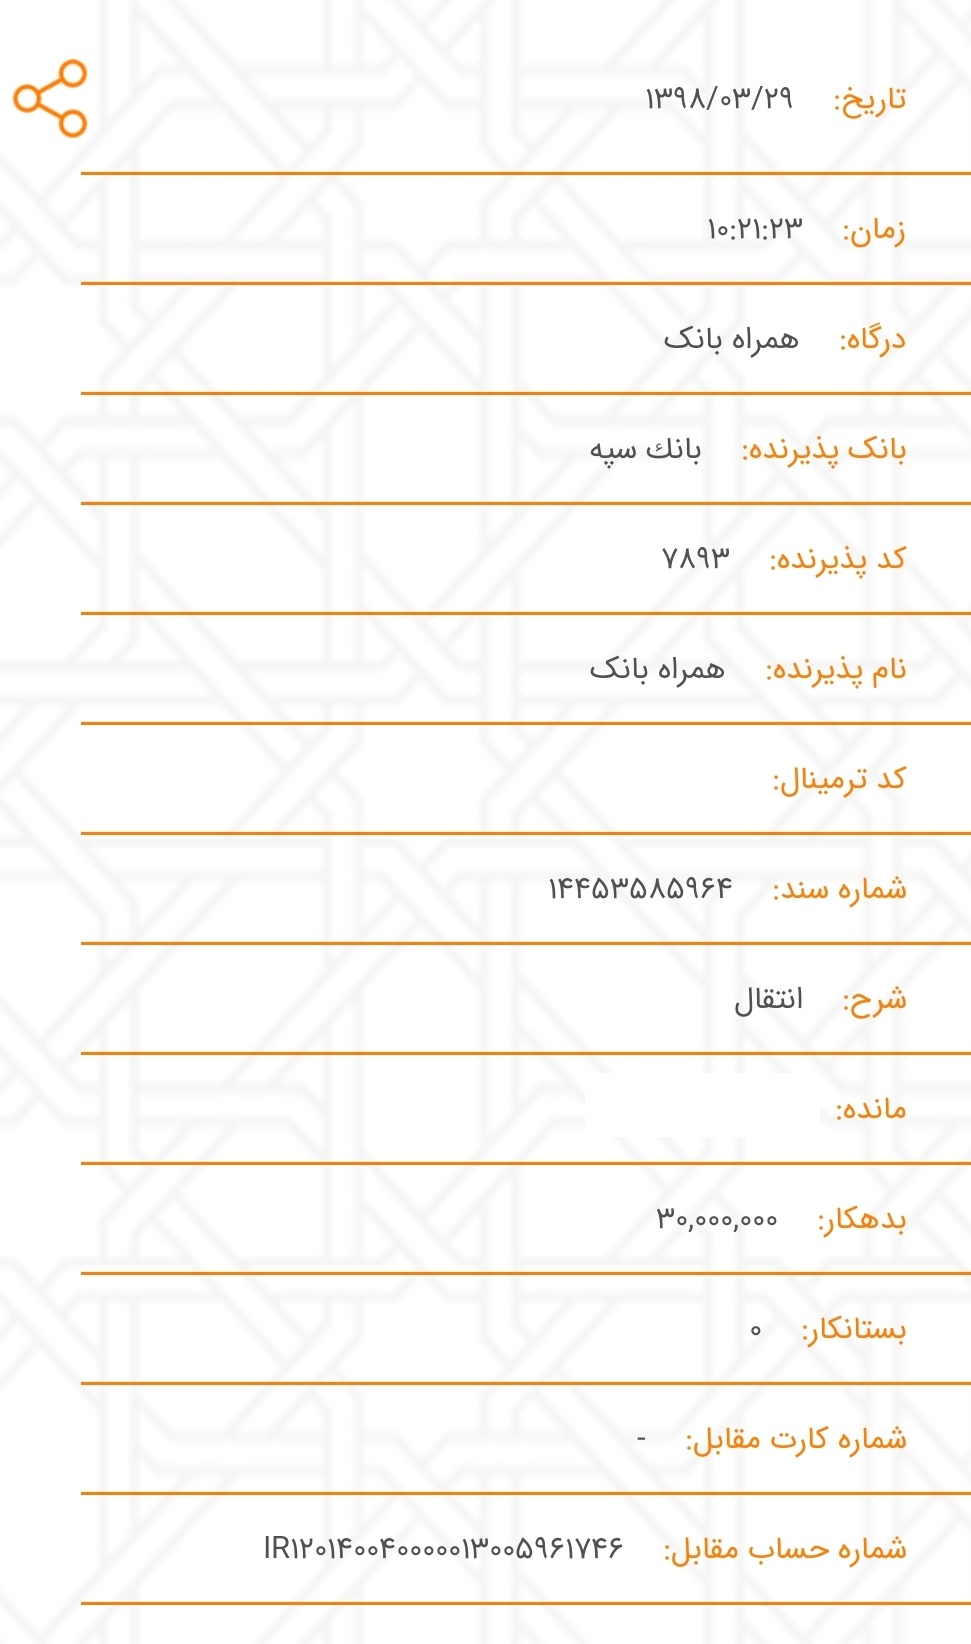 تاریخ: ۱۳۹۸/۰۳/۲۹
زمان: ۱۰:۲۱:۲۳
درگاه: همراه بانک
بانک پذیرنده: بانك سپه
کد پذیرنده: ۷۸۹۳
نام پذیرنده: همراه بانک
کد ترمینال:
شماره سند: ۱۴۴۵۳۵۸۵۹۶۴
شرح: انتقال
مانده:
بدهکار: ۳۰,۰۰۰,۰۰۰
بستانکار: ۰
شماره کارت مقابل: -
شماره حساب مقابل: IR۱۲۰۱۴۰۰۴۰۰۰۰۰۱۳۰۰۵۹۶۱۷۴۶